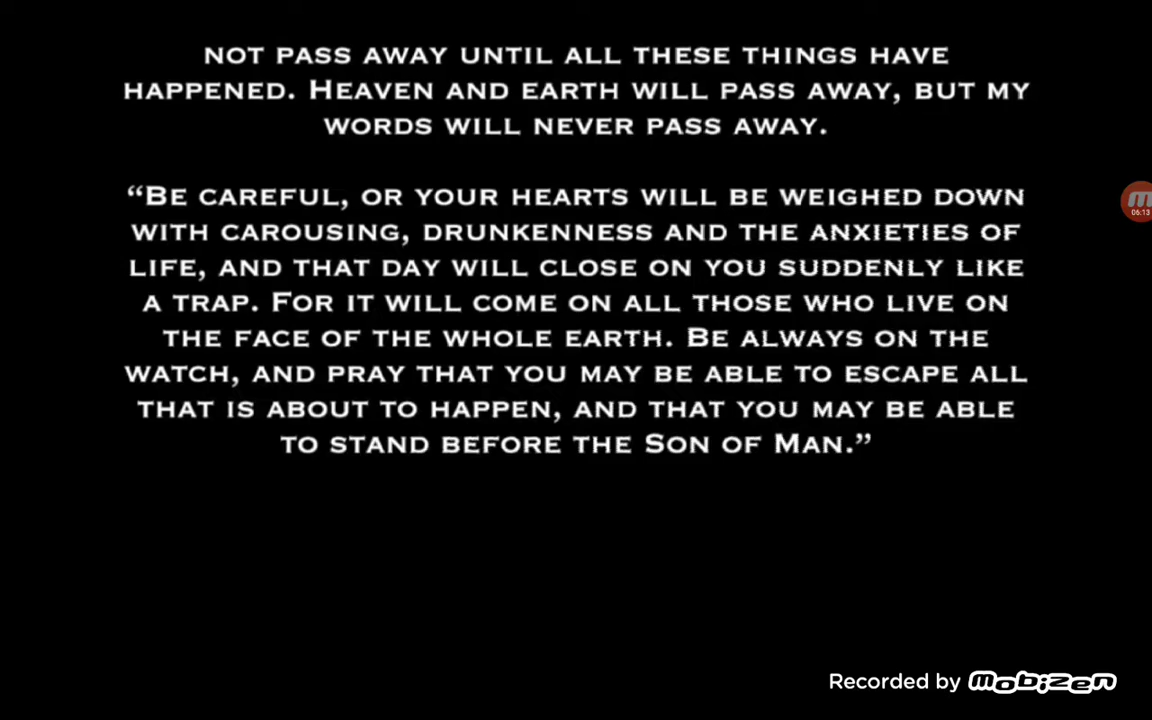 NOT PASS AWAY UNTIL ALL THESE THINGS HAVE
HAPPENED. HEAVEN AND EARTH WILL PASS AWAY, BUT MY
WORDS WILL NEVER PASS AWAY.
“BE CAREFUL, OR YOUR HEARTS WILL BE WEIGHED DOWN
WITH CAROUSING, DRUNKENNESS AND THE ANXIETIES OF
LIFE, AND THAT DAY WILL CLOSE ON YOU SUDDENLY LIKE
A TRAP. FOR IT WILL COME ON ALL THOSE WHO LIVE ON
THE FACE OF THE WHOLE EARTH. BE ALWAYS ON THE
WATCH, AND PRAY THAT YOU MAY BE ABLE TO ESCAPE ALL
THAT IS ABOUT TO HAPPEN, AND THAT YOU MAY BE ABLE
TO STAND BEFORE THE SON OF MAN.”
06:13
Recorded by mobizen